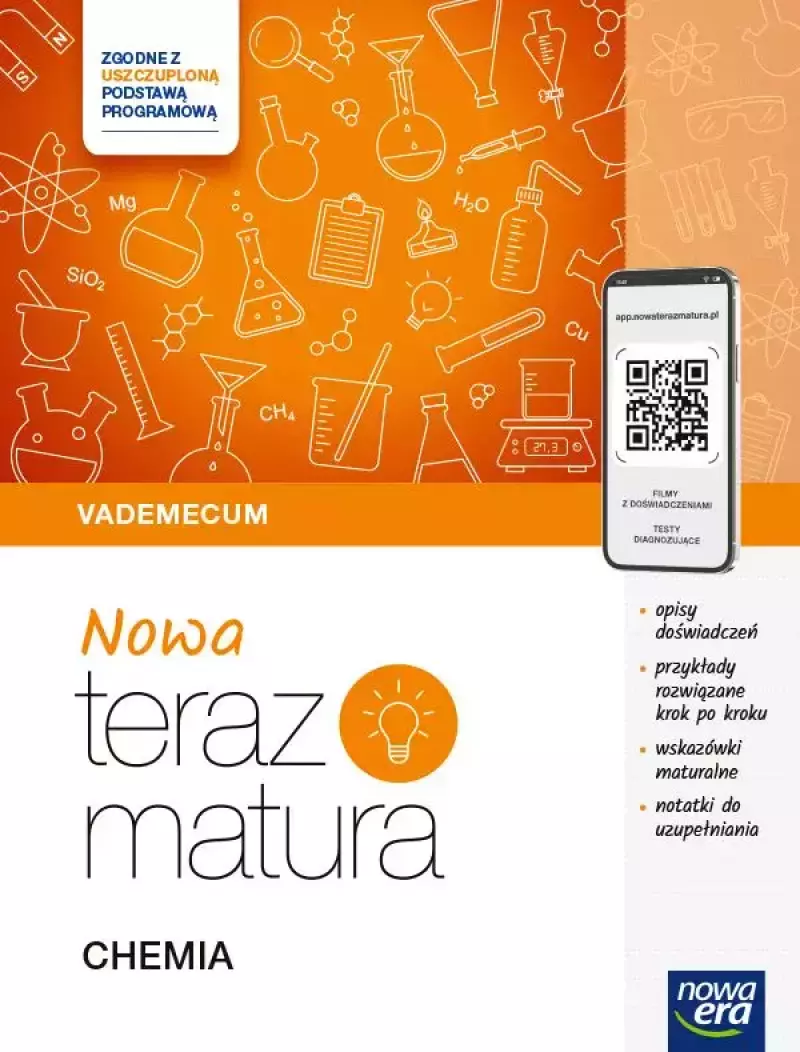 ZGODNE Z
USZCZUPLONĄ
PODSTAWĄ
PROGRAMOWĄ
N
S
Mg
H₂O
SiO₂
Cu
CH₄
27,3
app.nowaterazmatura.pl
FILMY
Z DOŚWIADCZENIAMI
TESTY
DIAGNOZUJĄCE
VADEMECUM
Nowa
teraz
matura
CHEMIA
• opisy
doświadczeń
• przykłady
rozwiązane
krok po kroku
• wskazówki
maturalne
• notatki do
uzupełniania
nowa
era